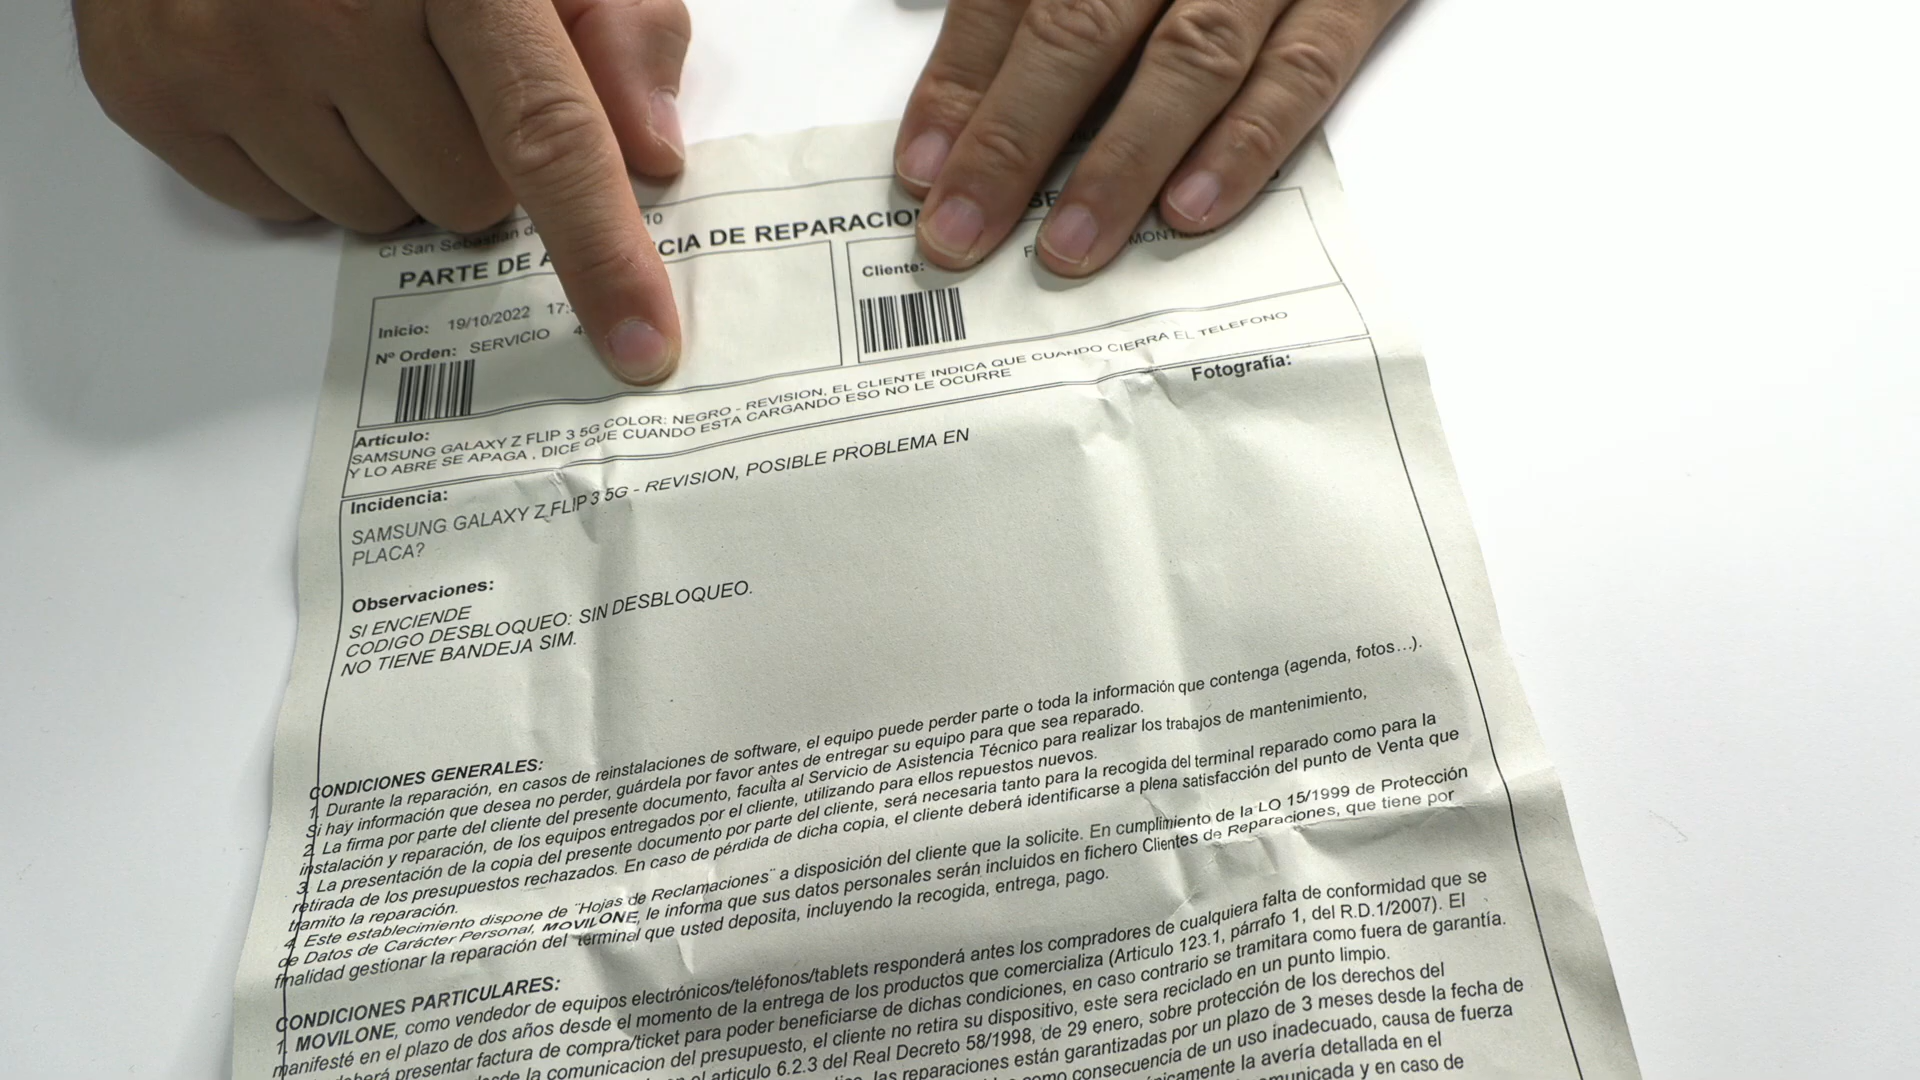 Cl San Sebastian de 10
PARTE DE CIA DE REPARACION
Inicio: 19/10/2022 17:
Nº Orden: SERVICIO
Cliente:
Articulo:
SAMSUNG GALAXY Z FLIP 3 5G COLOR: NEGRO - REVISION, EL CLIENTE INDICA QUE CUANDO CIERRA EL TELEFONO
Y LO ABRE SE APAGA , DICE QUE CUANDO ESTA CARGANDO ESO NO LE OCURRE
Incidencia:
Fotografia:
SAMSUNG GALAXY Z FLIP 3 5G - REVISION, POSIBLE PROBLEMA EN
PLACA?
Observaciones:
SI ENCIENDE
CODIGO DESBLOQUEO: SIN DESBLOQUEO.
NO TIENE BANDEJA SIM.
CONDICIONES GENERALES:
1. Durante la reparación, en casos de reinstalaciones de software, el equipo puede perder parte o toda la información que contenga (agenda, fotos...).
Si hay información que desea no perder, guárdela por favor antes de entregar su equipo para que sea reparado.
2. La firma por parte del cliente del presente documento, faculta al Servicio de Asistencia Técnico para realizar los trabajos de mantenimiento,
instalación y reparación, de los equipos entregados por el cliente, utilizando para ellos repuestos nuevos.
3. La presentación de la copia del presente documento por parte del cliente, será necesaria tanto para la recogida del terminal reparado como para la
retirada de los presupuestos rechazados. En caso de pérdida de dicha copia, el cliente deberá identificarse a plena satisfacción del punto de Venta que
tramito la reparación.
4. Este establecimiento dispone de ¨Hojas de Reclamaciones¨ a disposición del cliente que la solicite. En cumplimiento de la LO 15/1999 de Protección
de Datos de Carácter Personal, MOVILONE, le informa que sus datos personales serán incluidos en fichero Clientes de Reparaciones, que tiene por
finalidad gestionar la reparación del terminal que usted deposita, incluyendo la recogida, entrega, pago.
CONDICIONES PARTICULARES:
1. MOVILONE, como vendedor de equipos electrónicos/teléfonos/tablets responderá antes los compradores de cualquiera falta de conformidad que se
manifesté en el plazo de dos años desde el momento de la entrega de los productos que comercializa (Articulo 123.1, párrafo 1, del R.D.1/2007). El
deberá presentar factura de compra/ticket para poder beneficiarse de dichas condiciones, en caso contrario se tramitara como fuera de garantía.
la comunicacion del presupuesto, el cliente no retira su dispositivo, este sera reciclado en un punto limpio.
articulo 6.2.3 del Real Decreto 58/1998, de 29 enero, sobre protección de los derechos del
las reparaciones están garantizadas por un plazo de 3 meses desde la fecha de
como consecuencia de un uso inadecuado, causa de fuerza
la avería detallada en el
y en caso de